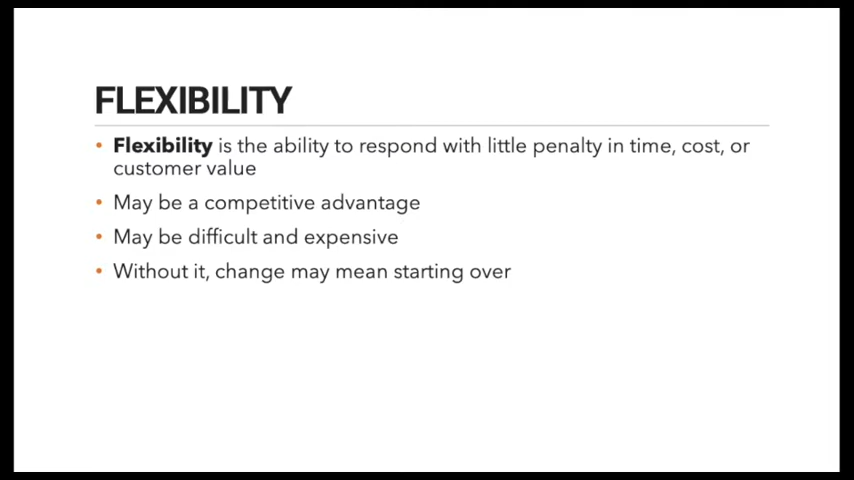 FLEXIBILITY
• Flexibility is the ability to respond with little penalty in time, cost, or
customer value
• May be a competitive advantage
• May be difficult and expensive
• Without it, change may mean starting over